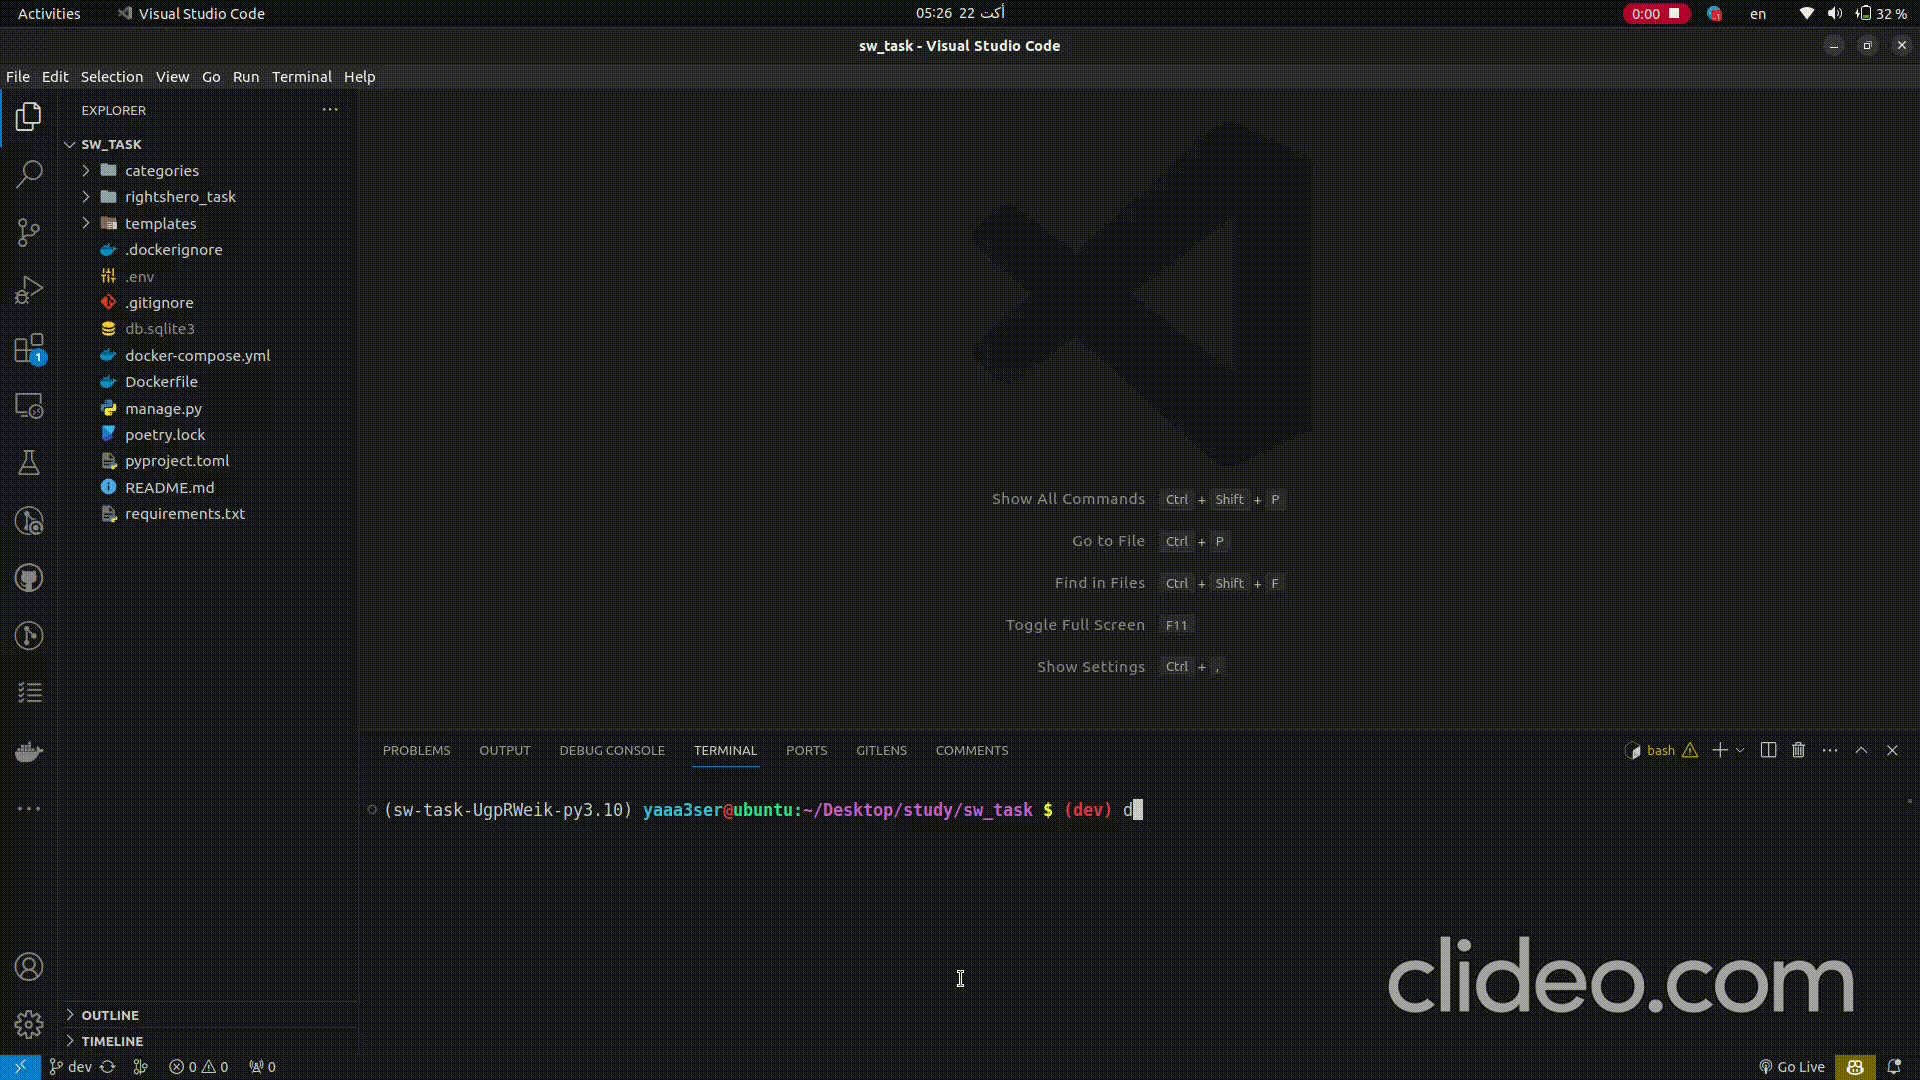 Activities Visual Studio Code 05:26 22 أكت 0:00 en 32 %
sw_task - Visual Studio Code
File Edit Selection View Go Run Terminal Help
EXPLORER
SW_TASK
categories
rightshero_task
templates
.dockerignore
.env
.gitignore
db.sqlite3
docker-compose.yml
Dockerfile
manage.py
poetry.lock
pyproject.toml
README.md
requirements.txt
1
Show All Commands Ctrl + Shift + P
Go to File Ctrl + P
Find in Files Ctrl + Shift + F
Toggle Full Screen F11
Show Settings Ctrl + ,
PROBLEMS OUTPUT DEBUG CONSOLE TERMINAL PORTS GITLENS COMMENTS bash
(sw-task-UgpRWeik-py3.10) yaaa3ser@ubuntu:~/Desktop/study/sw_task $ (dev) d
clideo.com
OUTLINE
TIMELINE
dev 0 0 0 Go Live